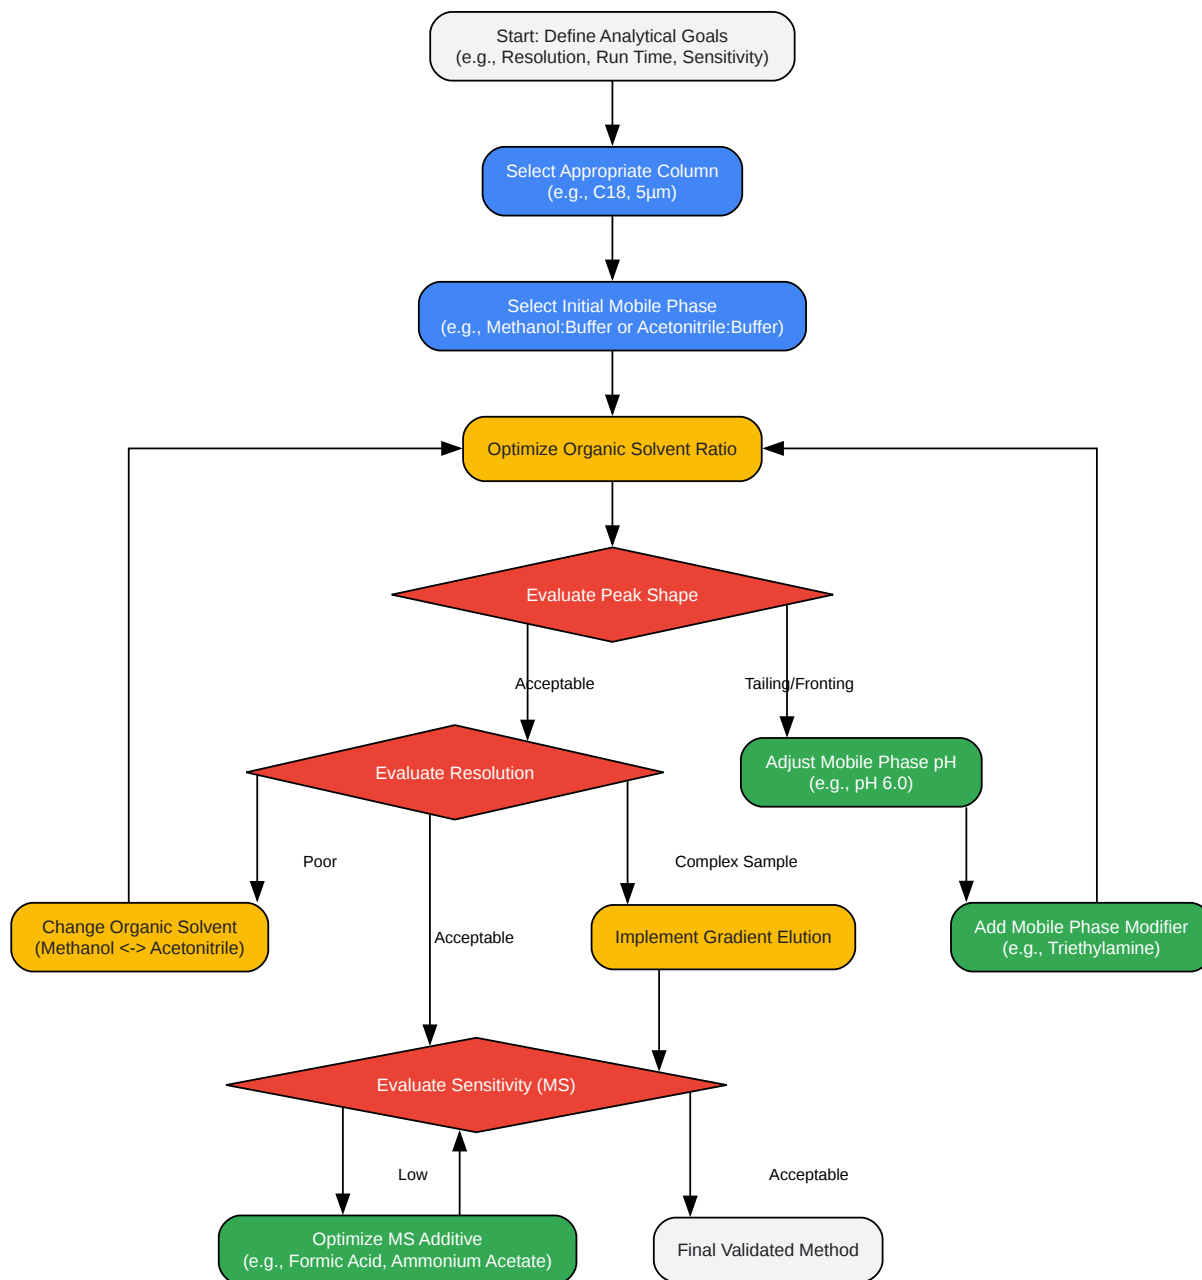 Start: Define Analytical Goals
(e.g., Resolution, Run Time, Sensitivity)
Select Appropriate Column
(e.g., C18, 5µm)
Select Initial Mobile Phase
(e.g., Methanol:Buffer or Acetonitrile:Buffer)
Optimize Organic Solvent Ratio
Evaluate Peak Shape
Acceptable
Tailing/Fronting
Evaluate Resolution
Adjust Mobile Phase pH
(e.g., pH 6.0)
Poor
Complex Sample
Change Organic Solvent
(Methanol <-> Acetonitrile)
Acceptable
Implement Gradient Elution
Add Mobile Phase Modifier
(e.g., Triethylamine)
Evaluate Sensitivity (MS)
Low
Acceptable
Optimize MS Additive
(e.g., Formic Acid, Ammonium Acetate)
Final Validated Method